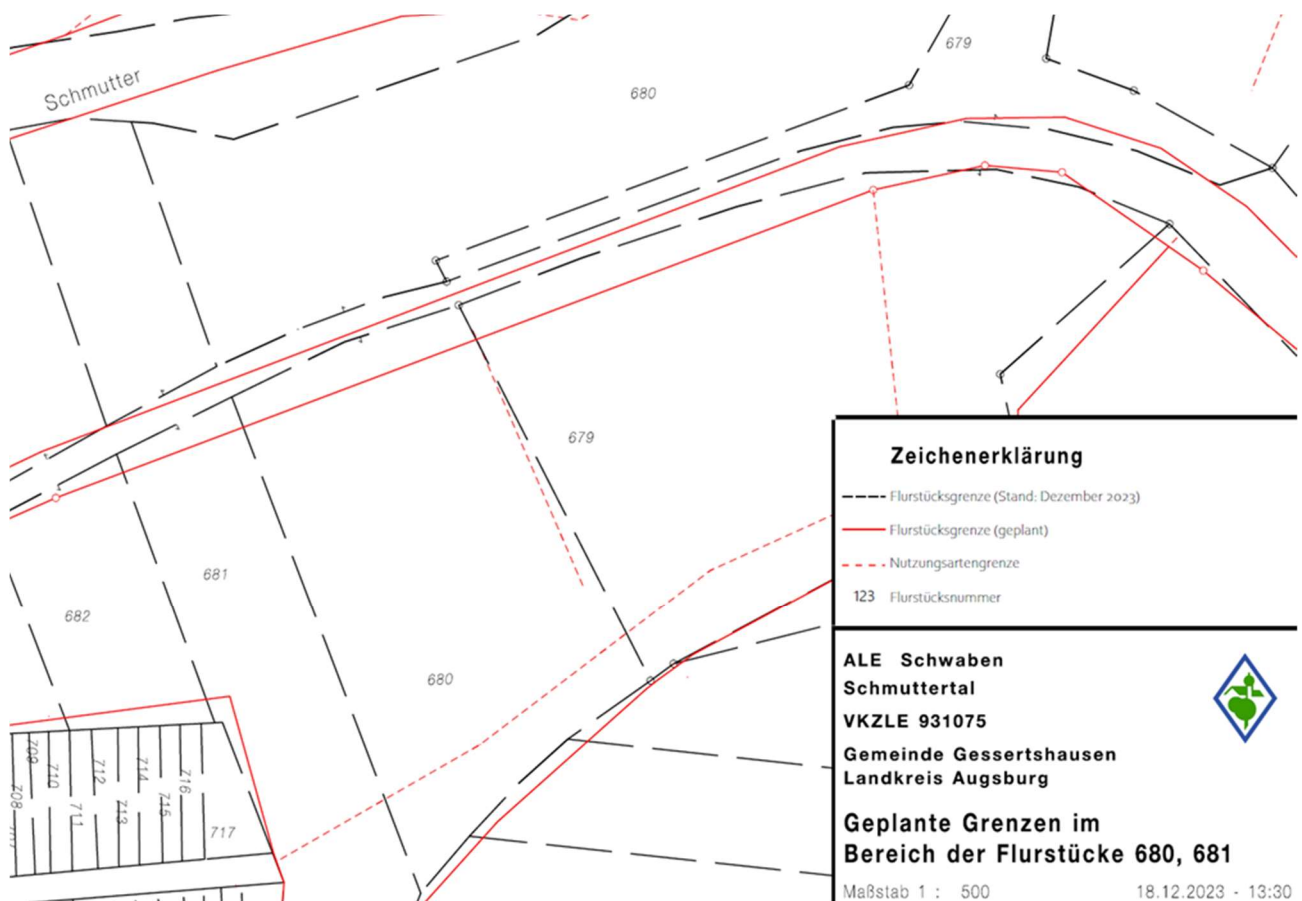 679
Schmutter
680
679
681
682
680
709
710
712
714
716
708
711
713
715
717
Zeichenerklärung
Flurstücksgrenze (Stand: Dezember 2023)
Flurstücksgrenze (geplant)
Nutzungsartengrenze
123 Flurstücksnummer
ALE Schwaben
Schmuttertal
VKZLE 931075
Gemeinde Gessertshausen
Landkreis Augsburg
Geplante Grenzen im
Bereich der Flurstücke 680, 681
Maßstab 1 : 500 18.12.2023 - 13:30